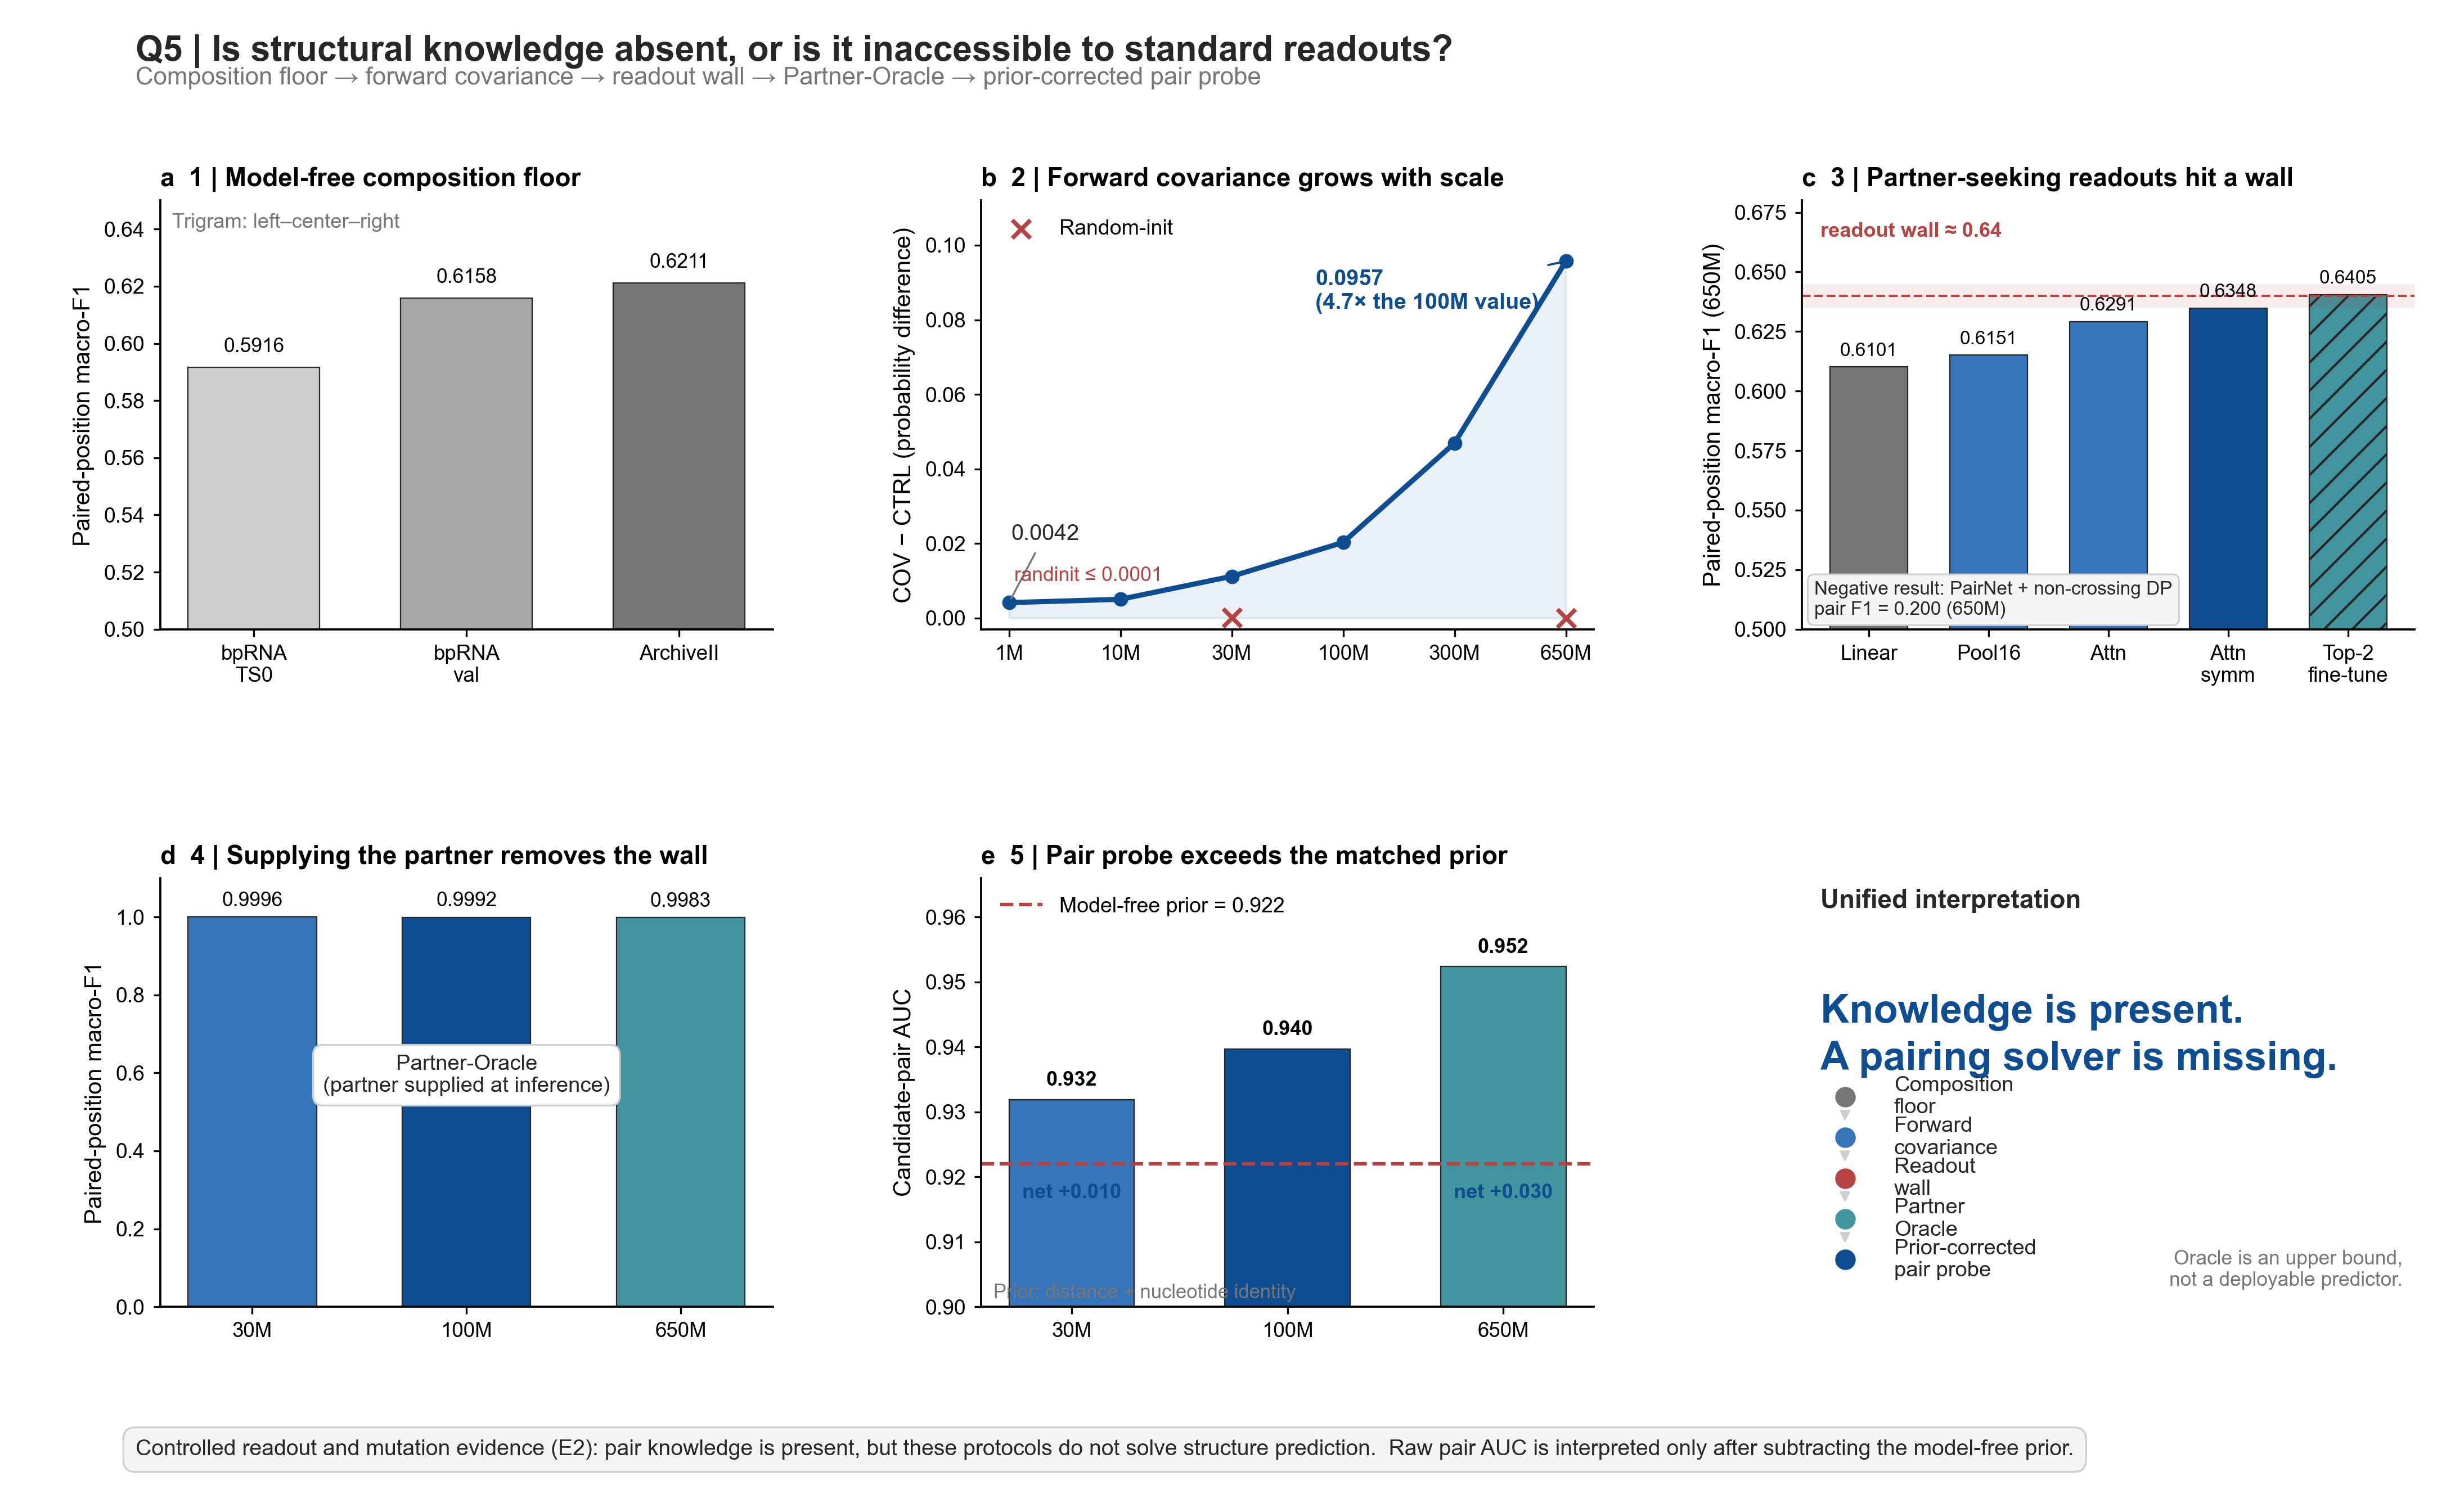 Q5 | Is structural knowledge absent, or is it inaccessible to standard readouts?
Composition floor → forward covariance → readout wall → Partner-Oracle → prior-corrected pair probe
a 1 | Model-free composition floor
Trigram: left–center–right
Paired-position macro-F1
0.64
0.62
0.60
0.58
0.56
0.54
0.52
0.50
0.5916
0.6158
0.6211
bpRNA
TS0
bpRNA
val
ArchiveII
b 2 | Forward covariance grows with scale
Random-init
COV − CTRL (probability difference)
0.10
0.08
0.06
0.04
0.02
0.00
0.0957
(4.7× the 100M value)
0.0042
randinit ≤ 0.0001
1M
10M
30M
100M
300M
650M
c 3 | Partner-seeking readouts hit a wall
readout wall ≈ 0.64
Paired-position macro-F1 (650M)
0.675
0.650
0.625
0.600
0.575
0.550
0.525
0.500
0.6101
0.6151
0.6291
0.6348
0.6405
Negative result: PairNet + non-crossing DP
pair F1 = 0.200 (650M)
Linear
Pool16
Attn
Attn
symm
Top-2
fine-tune
d 4 | Supplying the partner removes the wall
Paired-position macro-F1
1.0
0.8
0.6
0.4
0.2
0.0
0.9996
0.9992
0.9983
Partner-Oracle
(partner supplied at inference)
30M
100M
650M
e 5 | Pair probe exceeds the matched prior
Model-free prior = 0.922
Candidate-pair AUC
0.96
0.95
0.94
0.93
0.92
0.91
0.90
0.932
0.940
0.952
net +0.010
net +0.030
Prior: distance + nucleotide identity
30M
100M
650M
Unified interpretation
Knowledge is present.
A pairing solver is missing.
Composition
floor
Forward
covariance
Readout
wall
Partner
Oracle
Prior-corrected
pair probe
Oracle is an upper bound,
not a deployable predictor.
Controlled readout and mutation evidence (E2): pair knowledge is present, but these protocols do not solve structure prediction. Raw pair AUC is interpreted only after subtracting the model-free prior.